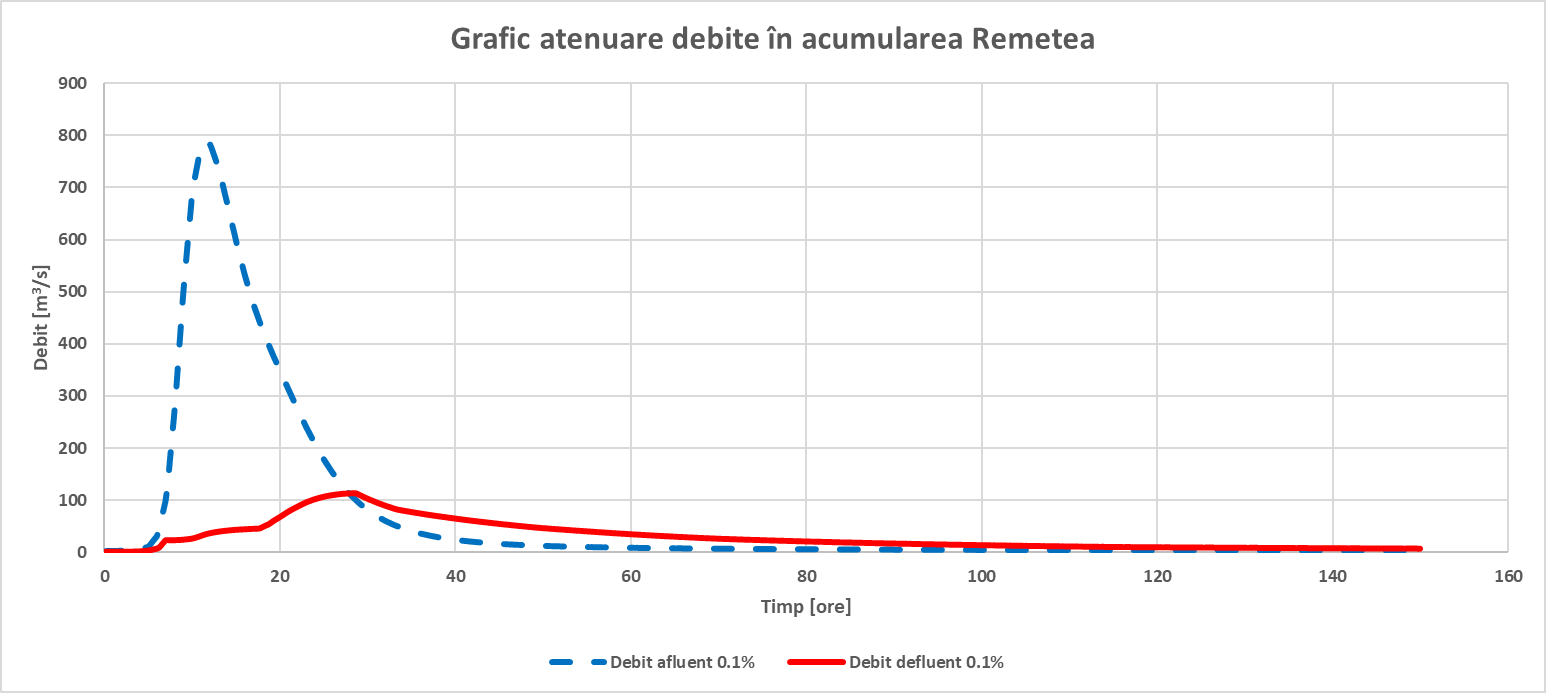 Grafic atenuare debite în acumularea Remetea
900
800
700
600
500
400
300
200
100
0
Debit [m³/s]
0 20 40 60 80 100 120 140 160
Timp [ore]
Debit afluent 0.1% Debit defluent 0.1%